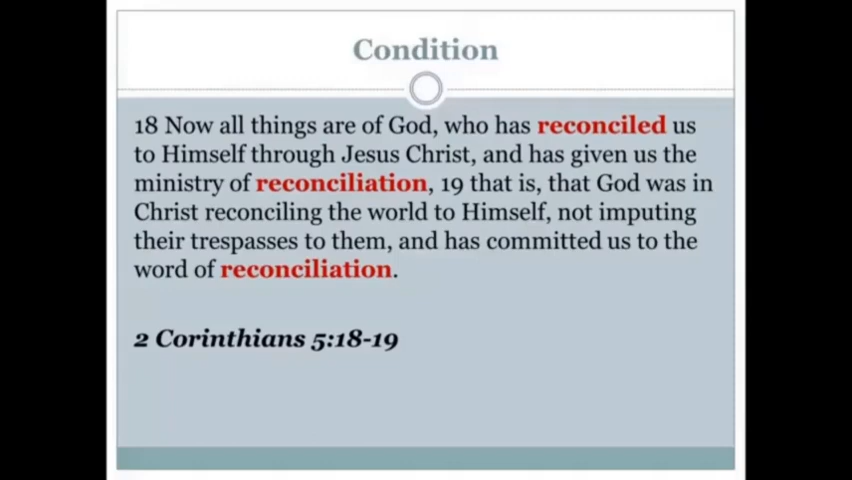 Condition
18 Now all things are of God, who has reconciled us
to Himself through Jesus Christ, and has given us the
ministry of reconciliation, 19 that is, that God was in
Christ reconciling the world to Himself, not imputing
their trespasses to them, and has committed us to the
word of reconciliation.
2 Corinthians 5:18-19